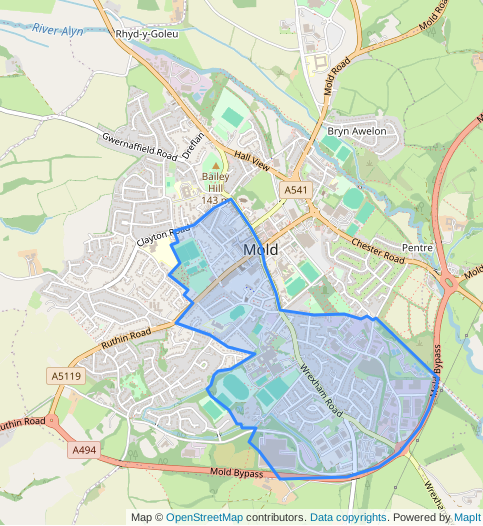 River Alyn
Rhyd-y-Goleu
Mold Road
Mold Road
Bryn Awelon
Dreflan
Gwernaffield Road
Hall View
Bailey
Hill
143 m
A541
Clayton Road
Mold
Chester Road
Pentre
Mold
Ruthin Road
A5119
Wrexham Road
Mold Bypass
Ruthin Road
A494
Mold Bypass
Wrexham
Map © OpenStreetMap contributors. Data copyrights. Powered by MapIt